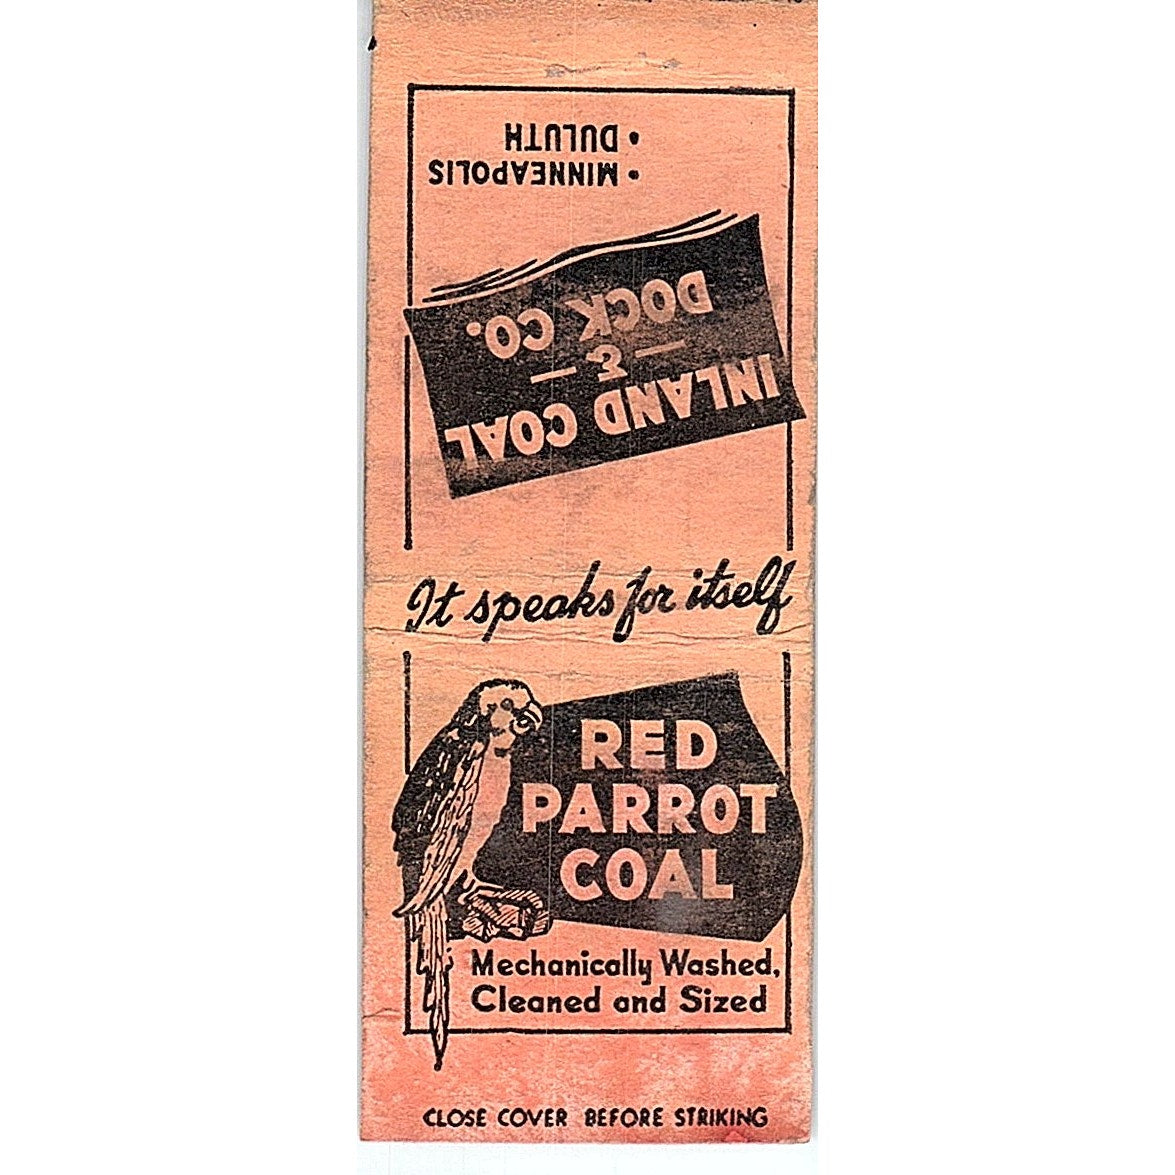 INLAND COAL
&
DOCK CO.
• MINNEAPOLIS
• DULUTH
It speaks for itself
RED
PARROT
COAL
Mechanically Washed,
Cleaned and Sized
CLOSE COVER BEFORE STRIKING